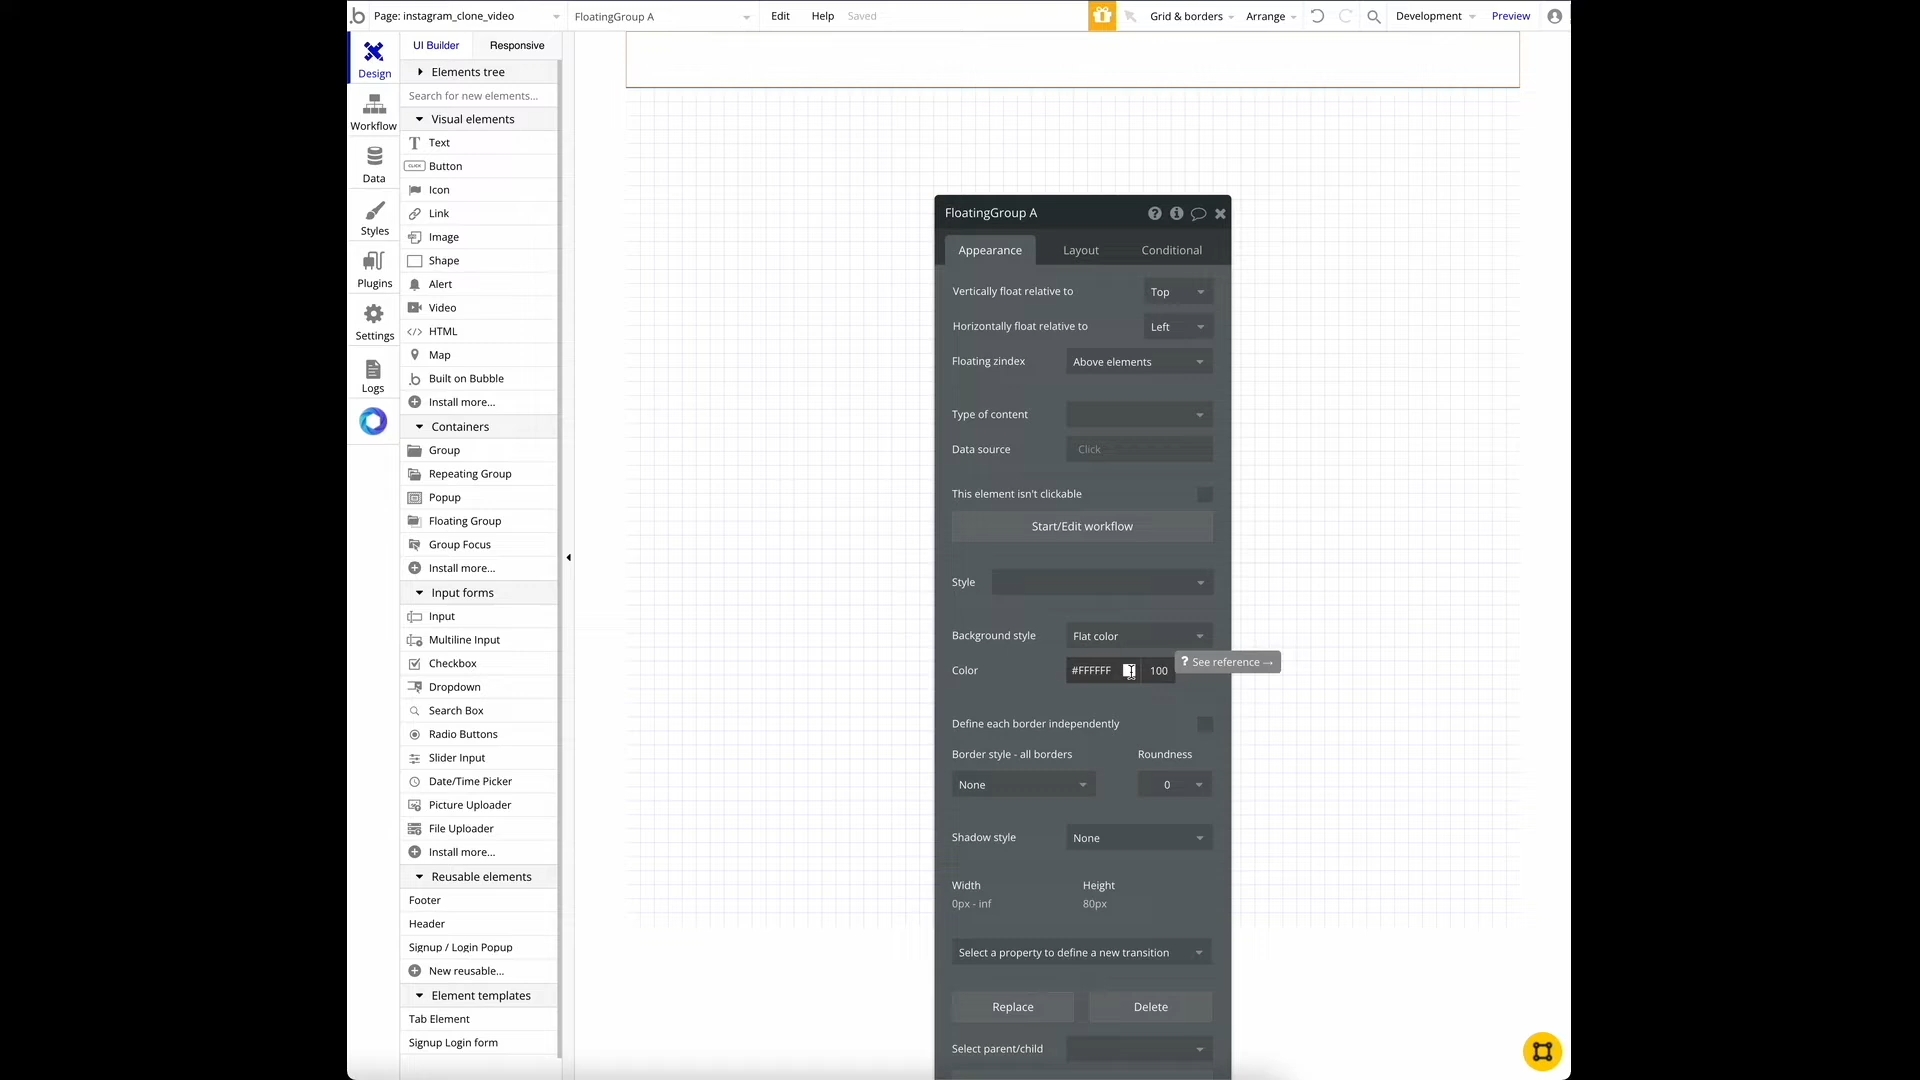 Page: instagram_clone_video
FloatingGroup A
Edit
Help
Saved
Grid & borders
Arrange
Development
Preview
Design
Workflow
Data
Styles
Plugins
Settings
Logs
UI Builder
Responsive
Elements tree
Search for new elements...
Visual elements
Text
CLICK Button
Icon
Link
Image
Shape
Alert
Video
HTML
Map
Built on Bubble
Install more...
Containers
Group
Repeating Group
Popup
Floating Group
Group Focus
Install more...
Input forms
Input
Multiline Input
Checkbox
Dropdown
Search Box
Radio Buttons
Slider Input
Date/Time Picker
Picture Uploader
File Uploader
Install more...
Reusable elements
Footer
Header
Signup / Login Popup
New reusable...
Element templates
Tab Element
Signup Login form
FloatingGroup A
Appearance
Layout
Conditional
Vertically float relative to
Top
Horizontally float relative to
Left
Floating zindex
Above elements
Type of content
Data source
Click
This element isn't clickable
Start/Edit workflow
Style
Background style
Flat color
Color
#FFFFFF
100
? See reference →
Define each border independently
Border style - all borders
Roundness
None
0
Shadow style
None
Width
Height
0px - inf
80px
Select a property to define a new transition
Replace
Delete
Select parent/child